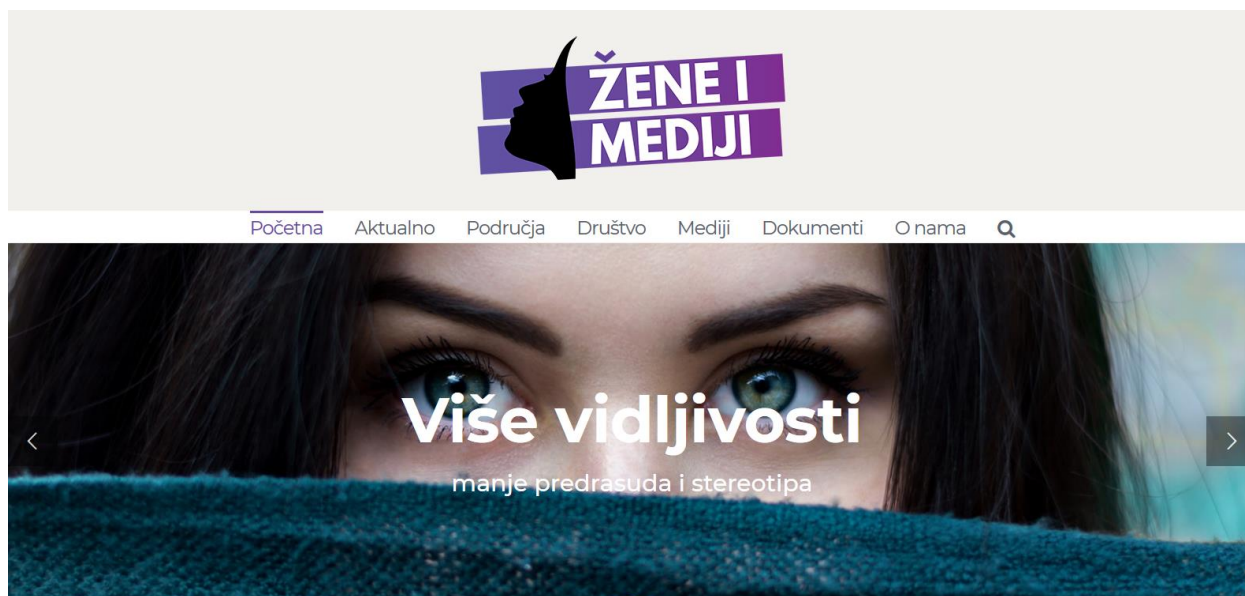 ŽENE I
MEDIJI
Početna Aktualno Područja Društvo Mediji Dokumenti O nama
Više vidljivosti
manje predrasuda i stereotipa